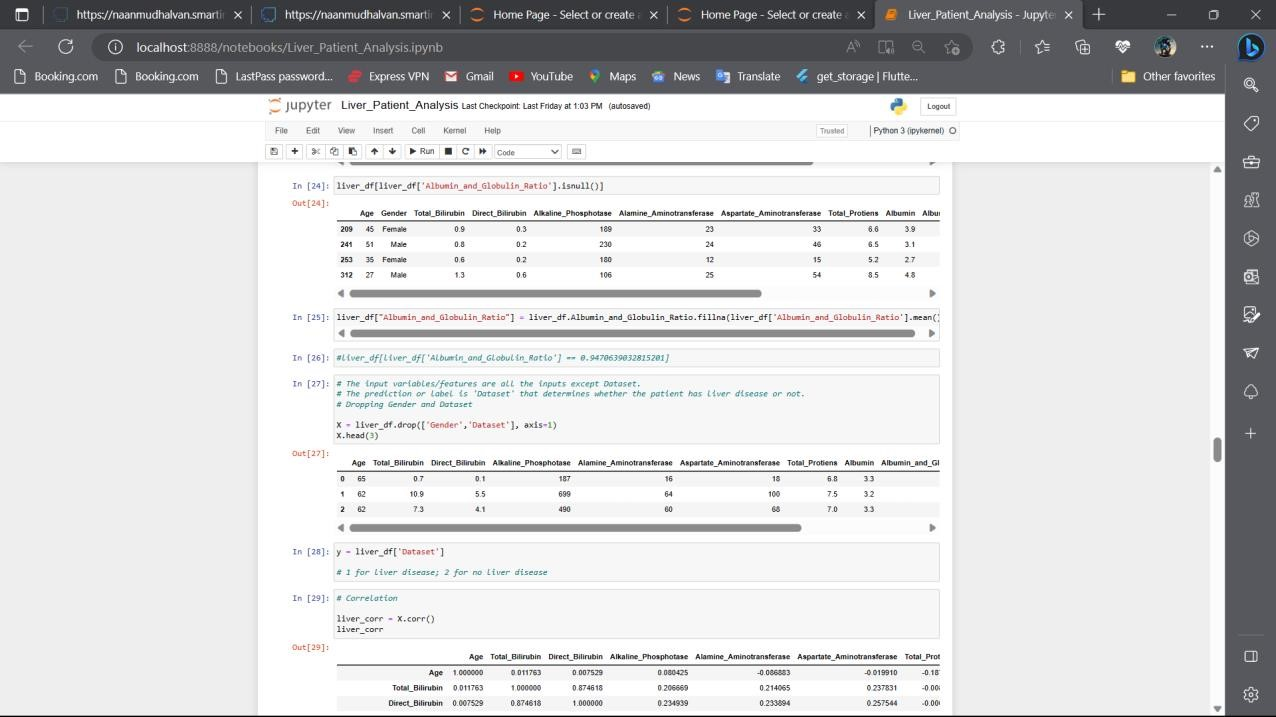 https://naanmudhalvan.smartin
https://naanmudhalvan.smartin
Home Page - Select or create a
Home Page - Select or create a
Liver_Patient_Analysis - Jupyter
localhost:8888/notebooks/Liver_Patient_Analysis.ipynb
Booking.com Booking.com LastPass password... Express VPN Gmail YouTube Maps News Translate get_storage | Flutte... Other favorites
jupyter Liver_Patient_Analysis Last Checkpoint: Last Friday at 1:03 PM (autosaved) Logout
File Edit View Insert Cell Kernel Help Trusted Python 3 (ipykernel)
Run Code
In [24]: liver_df[liver_df['Albumin_and_Globulin_Ratio'].isnull()]
Out[24]:
Age Gender Total_Bilirubin Direct_Bilirubin Alkaline_Phosphotase Alamine_Aminotransferase Aspartate_Aminotransferase Total_Protiens Albumin Albu
209 45 Female 0.9 0.3 189 23 33 6.6 3.9
241 51 Male 0.8 0.2 230 24 46 6.5 3.1
253 35 Female 0.6 0.2 180 12 15 5.2 2.7
312 27 Male 1.3 0.6 106 25 54 8.5 4.8
In [25]: liver_df["Albumin_and_Globulin_Ratio"] = liver_df.Albumin_and_Globulin_Ratio.fillna(liver_df['Albumin_and_Globulin_Ratio'].mean()
In [26]: #liver_df[liver_df['Albumin_and_Globulin_Ratio'] == 0.9470639032815201]
In [27]: # The input variables/features are all the inputs except Dataset.
# The prediction or label is 'Dataset' that determines whether the patient has liver disease or not.
# Dropping Gender and Dataset
X = liver_df.drop(['Gender','Dataset'], axis=1)
X.head(3)
Out[27]:
Age Total_Bilirubin Direct_Bilirubin Alkaline_Phosphotase Alamine_Aminotransferase Aspartate_Aminotransferase Total_Protiens Albumin Albumin_and_Gl
0 65 0.7 0.1 187 16 18 6.8 3.3
1 62 10.9 5.5 699 64 100 7.5 3.2
2 62 7.3 4.1 490 60 68 7.0 3.3
In [28]: y = liver_df['Dataset']
# 1 for liver disease; 2 for no liver disease
In [29]: # Correlation
liver_corr = X.corr()
liver_corr
Out[29]:
Age Total_Bilirubin Direct_Bilirubin Alkaline_Phosphotase Alamine_Aminotransferase Aspartate_Aminotransferase Total_Prot
Age 1.000000 0.011763 0.007529 0.080425 -0.086883 -0.019910 -0.18
Total_Bilirubin 0.011763 1.000000 0.874618 0.206669 0.214065 0.237831 -0.00
Direct_Bilirubin 0.007529 0.874618 1.000000 0.234939 0.233894 0.257544 -0.00